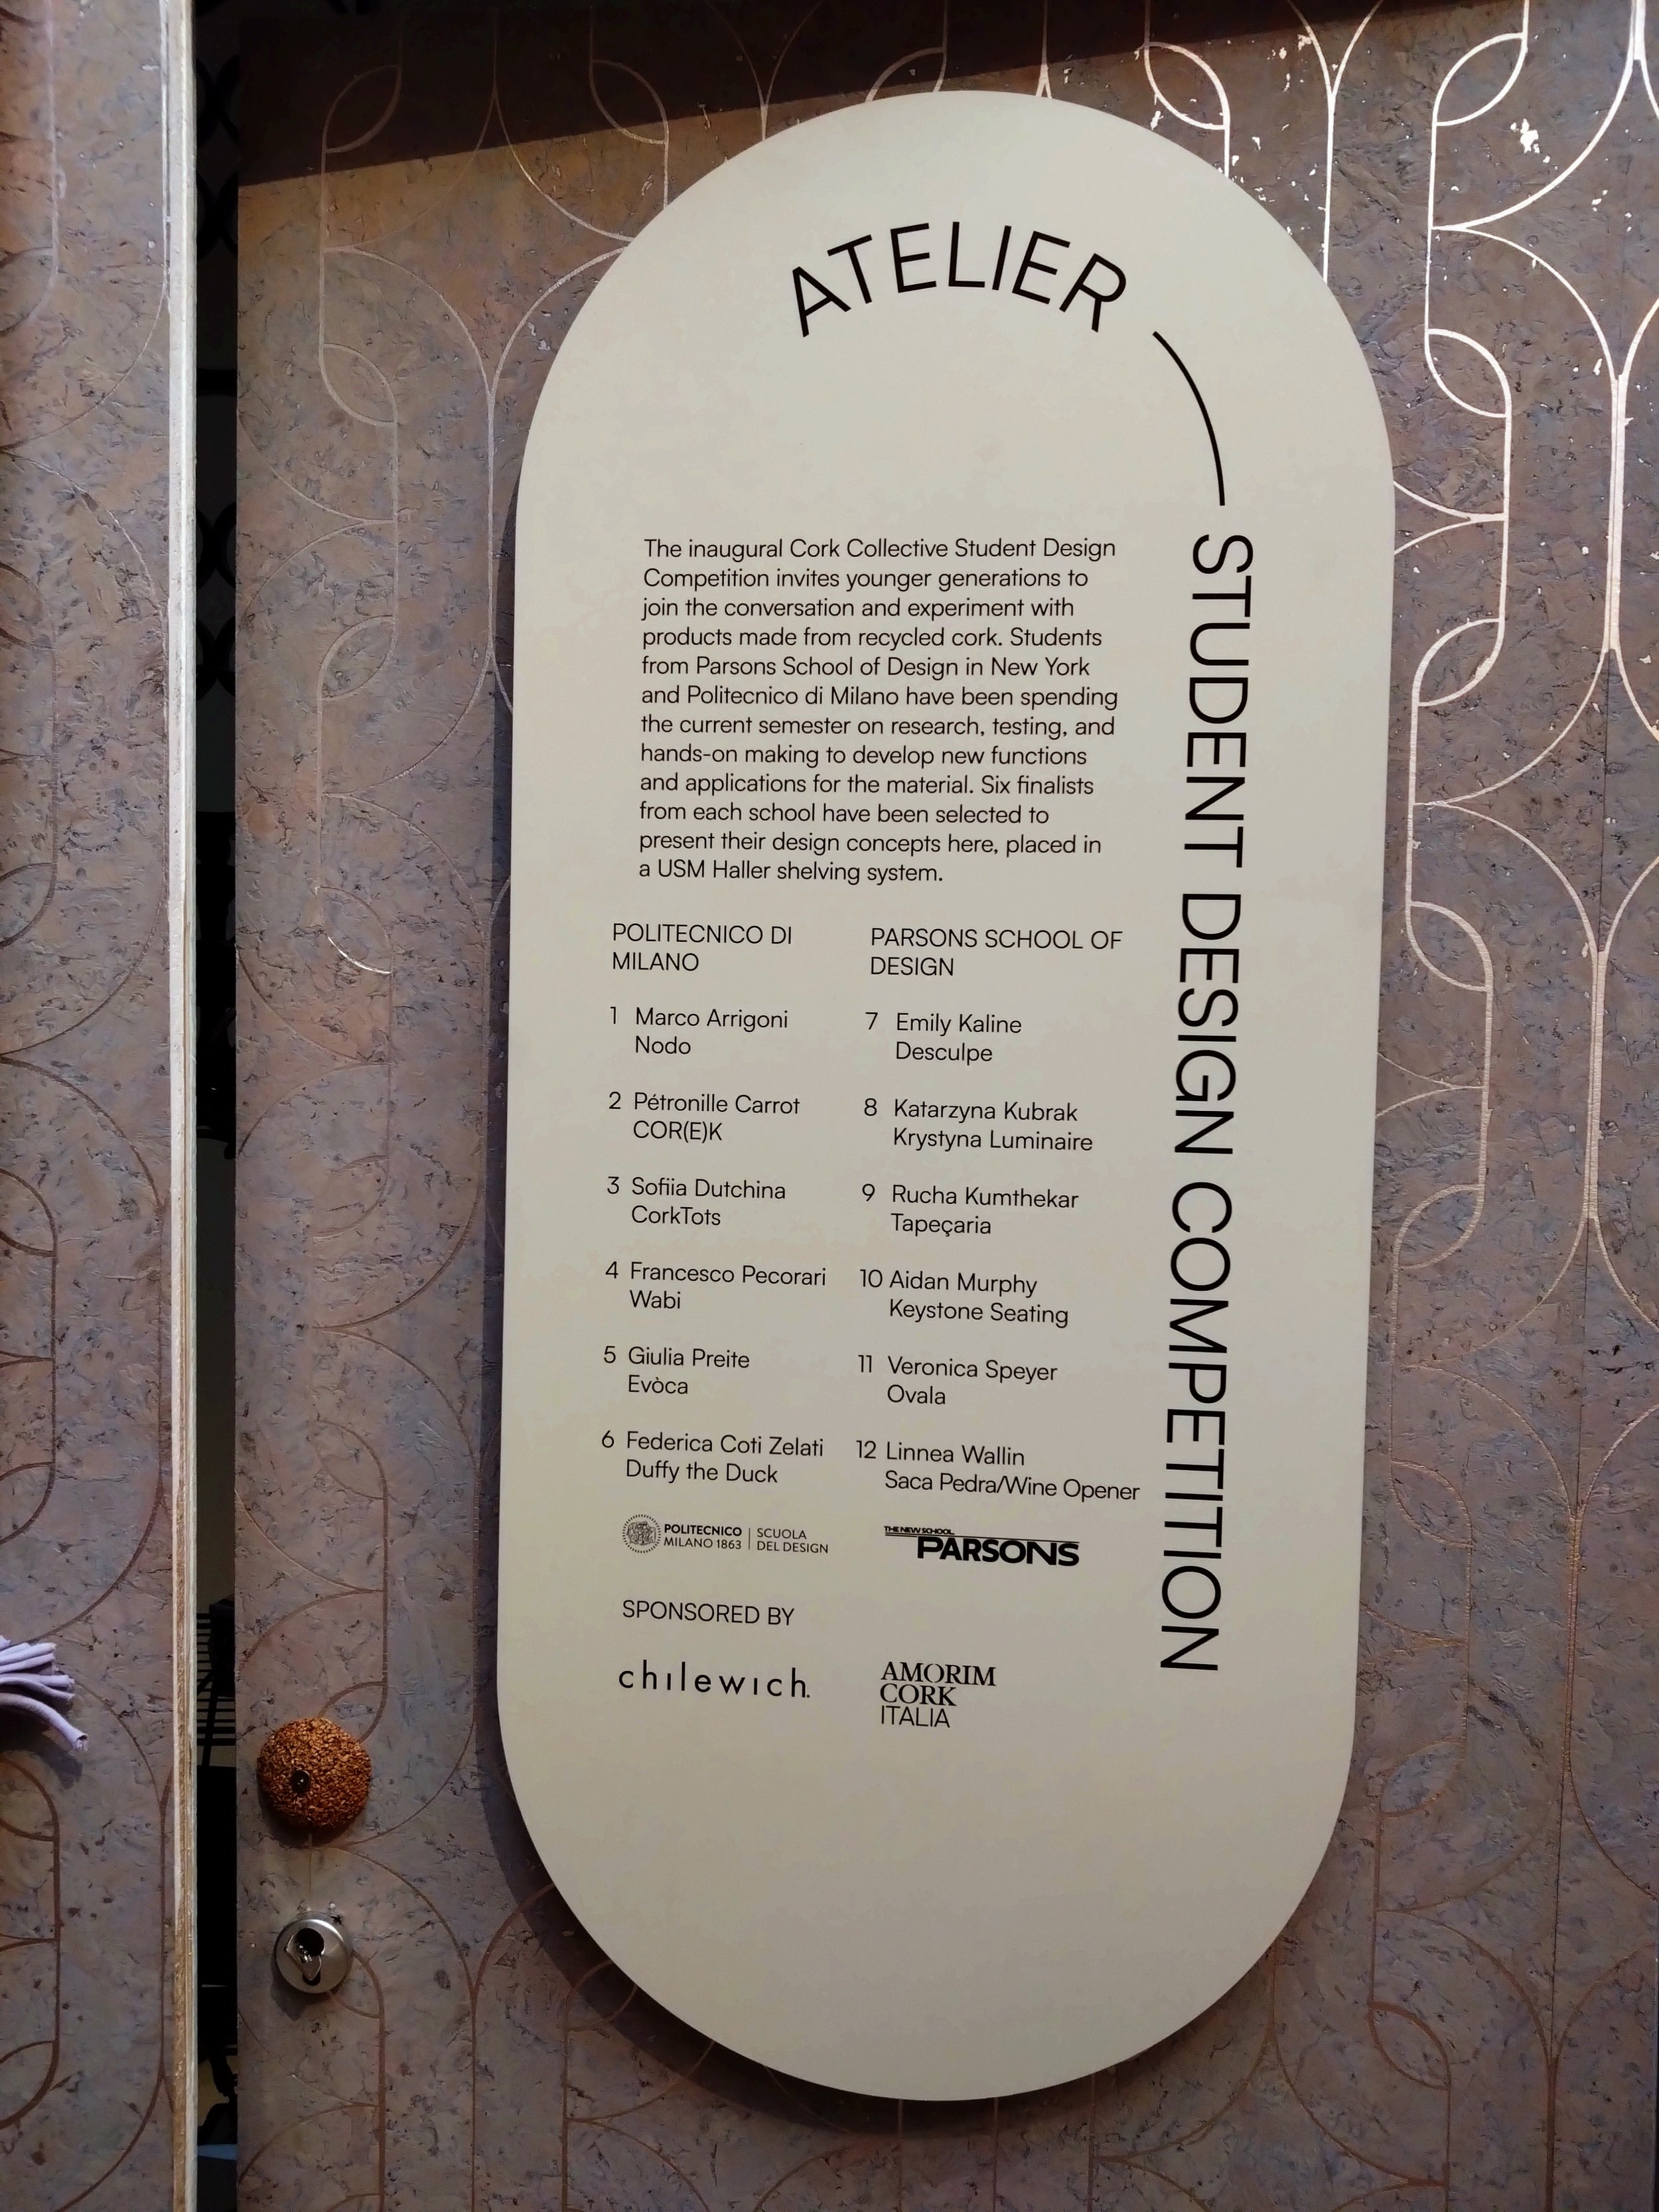 ATELIER
STUDENT DESIGN COMPETITION
The inaugural Cork Collective Student Design
Competition invites younger generations to
join the conversation and experiment with
products made from recycled cork. Students
from Parsons School of Design in New York
and Politecnico di Milano have been spending
the current semester on research, testing, and
hands-on making to develop new functions
and applications for the material. Six finalists
from each school have been selected to
present their design concepts here, placed in
a USM Haller shelving system.
POLITECNICO DI
MILANO
1 Marco Arrigoni
Nodo
2 Pétronille Carrot
COR(E)K
3 Sofiia Dutchina
CorkTots
4 Francesco Pecorari
Wabi
5 Giulia Preite
Evòca
6 Federica Coti Zelati
Duffy the Duck
PARSONS SCHOOL OF
DESIGN
7 Emily Kaline
Desculpe
8 Katarzyna Kubrak
Krystyna Luminaire
9 Rucha Kumthekar
Tapeçaria
10 Aidan Murphy
Keystone Seating
11 Veronica Speyer
Ovala
12 Linnea Wallin
Saca Pedra/Wine Opener
POLITECNICO
MILANO 1863
SCUOLA
DEL DESIGN
THE NEW SCHOOL
PARSONS
SPONSORED BY
chilewich.
AMORIM
CORK
ITALIA